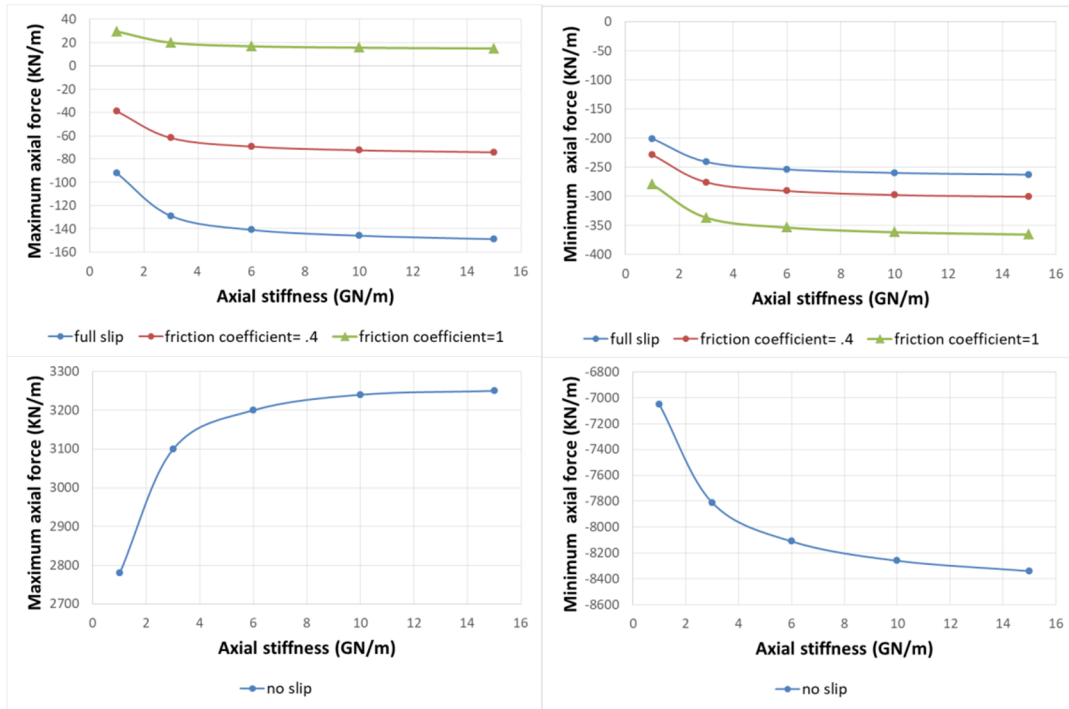 Maximum axial force (KN/m)
40
20
0
-20
-40
-60
-80
-100
-120
-140
-160
0 2 4 6 8 10 12 14 16
Axial stiffness (GN/m)
full slip friction coefficient= .4 friction coefficient=1
Minimum axial force (KN/m)
0
-50
-100
-150
-200
-250
-300
-350
-400
0 2 4 6 8 10 12 14 16
Axial stiffness (GN/m)
full slip friction coefficient= .4 friction coefficient=1
Maximum axial force (KN/m)
3300
3200
3100
3000
2900
2800
2700
0 2 4 6 8 10 12 14 16
Axial stiffness (GN/m)
no slip
Minimum axial force (KN/m)
-6800
-7000
-7200
-7400
-7600
-7800
-8000
-8200
-8400
-8600
0 2 4 6 8 10 12 14 16
Axial stiffness (GN/m)
no slip